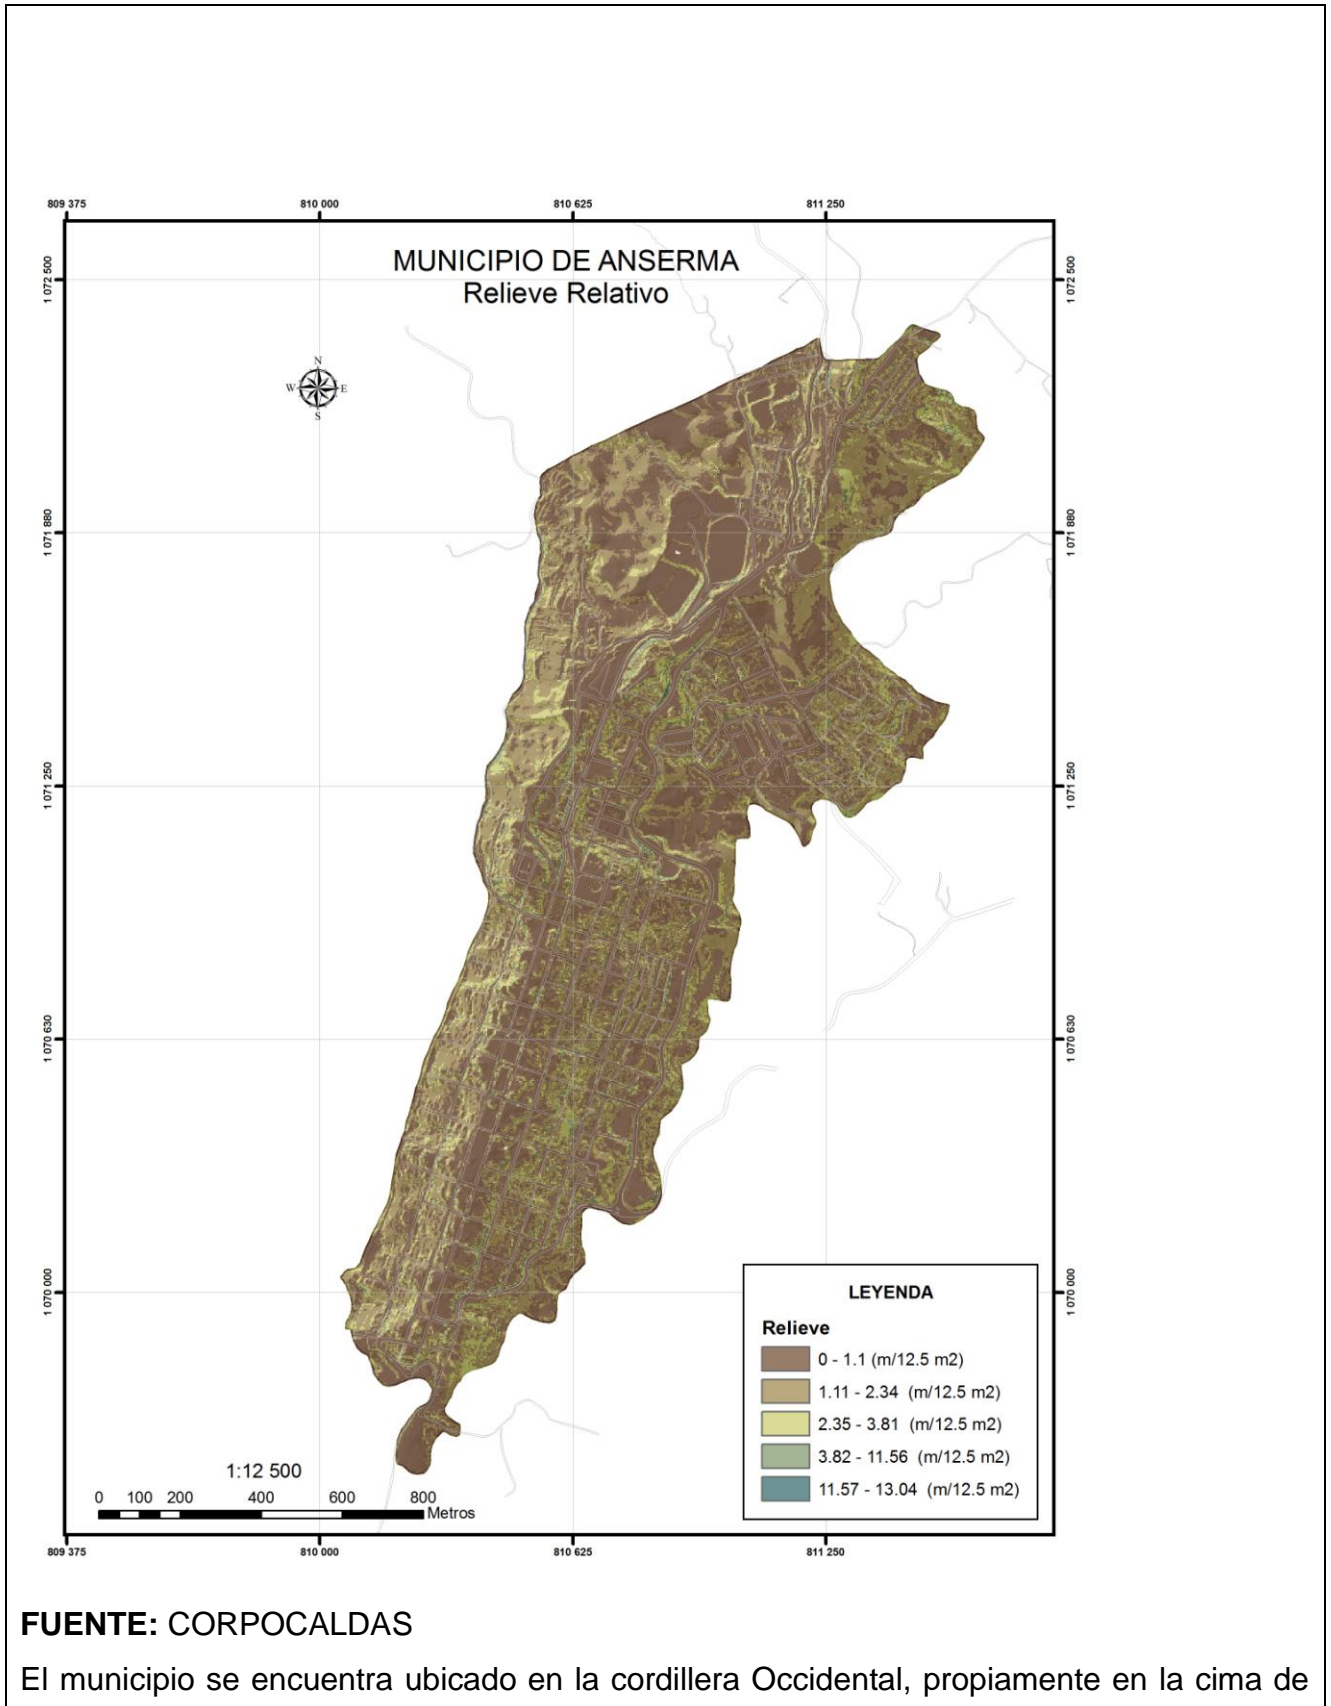 809 375 810 000 810 625 811 250
MUNICIPIO DE ANSERMA
Relieve Relativo
1 072 500 1 072 500
N
W E
S
1 071 880 1 071 880
1 071 250 1 071 250
1 070 630 1 070 630
1 070 000 1 070 000
LEYENDA
Relieve
0 - 1.1 (m/12.5 m2)
1.11 - 2.34 (m/12.5 m2)
2.35 - 3.81 (m/12.5 m2)
3.82 - 11.56 (m/12.5 m2)
11.57 - 13.04 (m/12.5 m2)
1:12 500
0 100 200 400 600 800
Metros
809 375 810 000 810 625 811 250
FUENTE: CORPOCALDAS
El municipio se encuentra ubicado en la cordillera Occidental, propiamente en la cima de